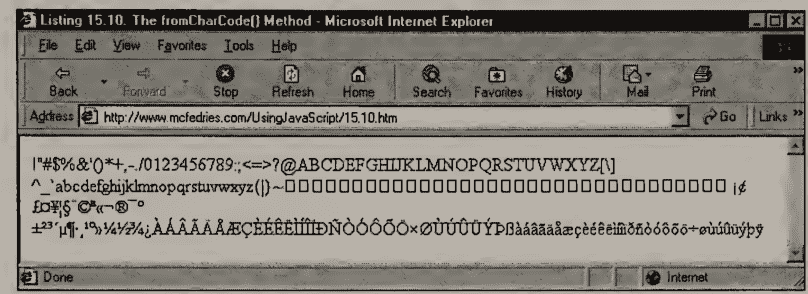 Listing 15.10. The fromCharCode() Method - Microsoft Internet Explorer
File Edit View Favorites Tools Help
Back Forward Stop Refresh Home Search Favorites History Mail Print »
Address http://www.mcfedries.com/UsingJavaScript/15.10.htm Go Links »
!"#$%&'()*+,-./0123456789:;<=>?@ABCDEFGHIJKLMNOPQRSTUVWXYZ[\]
^_`abcdefghijklmnopqrstuvwxyz{|}~□□□□□□□□□□□□□□□□□□□□□□□□□□□□□□□□□ ¡¢
£¤¥¦§¨©ª«¬®¯°
±²³´µ¶·¸¹º»¼½¾¿ÀÁÂÃÄÅÆÇÈÉÊËÌÍÎÏÐÑÒÓÔÕÖ×ØÙÚÛÜÝÞßàáâãäåæçèéêëìíîïðñòóôõö÷øùúûüýþÿ
Done Internet